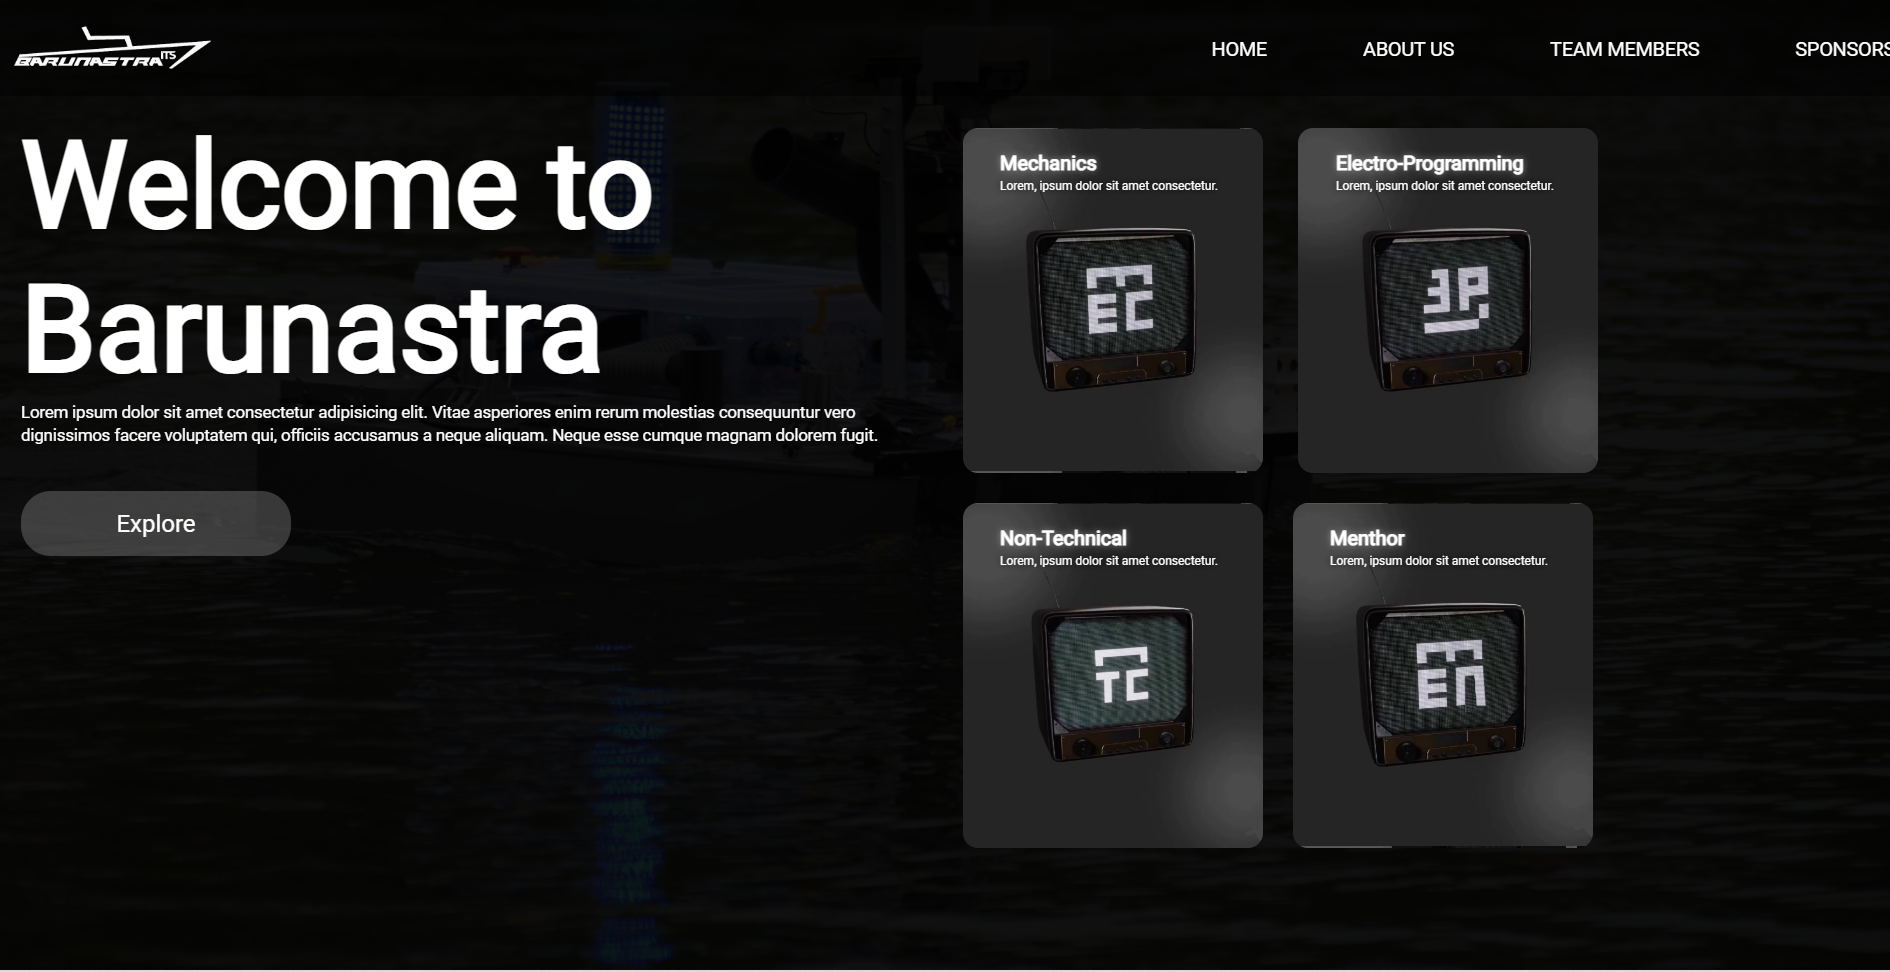 BARUNASTRA ITS
HOME
ABOUT US
TEAM MEMBERS
SPONSORS
Welcome to
Barunastra
Lorem ipsum dolor sit amet consectetur adipisicing elit. Vitae asperiores enim rerum molestias consequuntur vero
dignissimos facere voluptatem qui, officiis accusamus a neque aliquam. Neque esse cumque magnam dolorem fugit.
Explore
Mechanics
Lorem, ipsum dolor sit amet consectetur.
MEC
Electro-Programming
Lorem, ipsum dolor sit amet consectetur.
Non-Technical
Lorem, ipsum dolor sit amet consectetur.
TC
Menthor
Lorem, ipsum dolor sit amet consectetur.
MEN